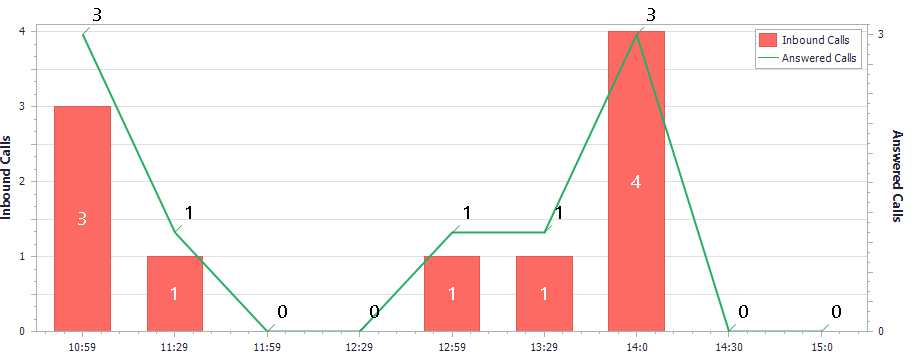 3 3
4 3
Inbound Calls
Answered Calls
3
2
4
Inbound Calls
3 1 1 1
1 1 1 1
0 0 0 0
0 0
10:59 11:29 11:59 12:29 12:59 13:29 14:0 14:30 15:0
Answered Calls